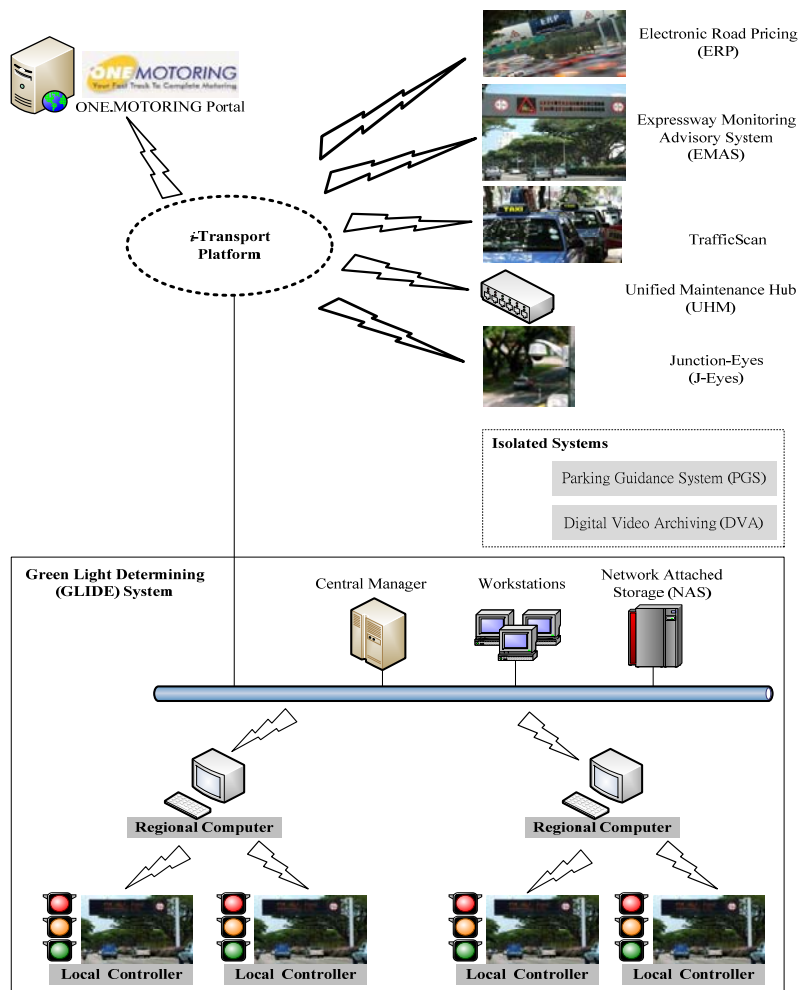 ERP
Electronic Road Pricing
(ERP)
ONE MOTORING
Your Fast Track To Complete Motoring
ONE.MOTORING Portal
Expressway Monitoring
Advisory System
(EMAS)
TAXI
TrafficScan
i-Transport
Platform
Unified Maintenance Hub
(UHM)
Junction-Eyes
(J-Eyes)
Isolated Systems
Parking Guidance System (PGS)
Digital Video Archiving (DVA)
Green Light Determining
(GLIDE) System
Central Manager
Workstations
Network Attached
Storage (NAS)
Regional Computer
Regional Computer
Local Controller
Local Controller
Local Controller
Local Controller